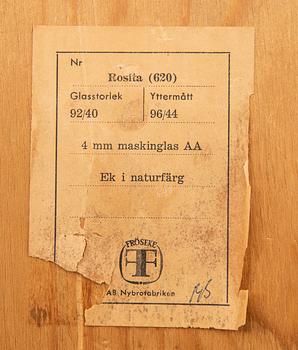 Nr
Rosita (620)
Glasstorlek Yttermått
92/40 96/44
4 mm maskinglas AA
Ek i naturfärg
FRÖSEKE
F
AB Nybrofabriken